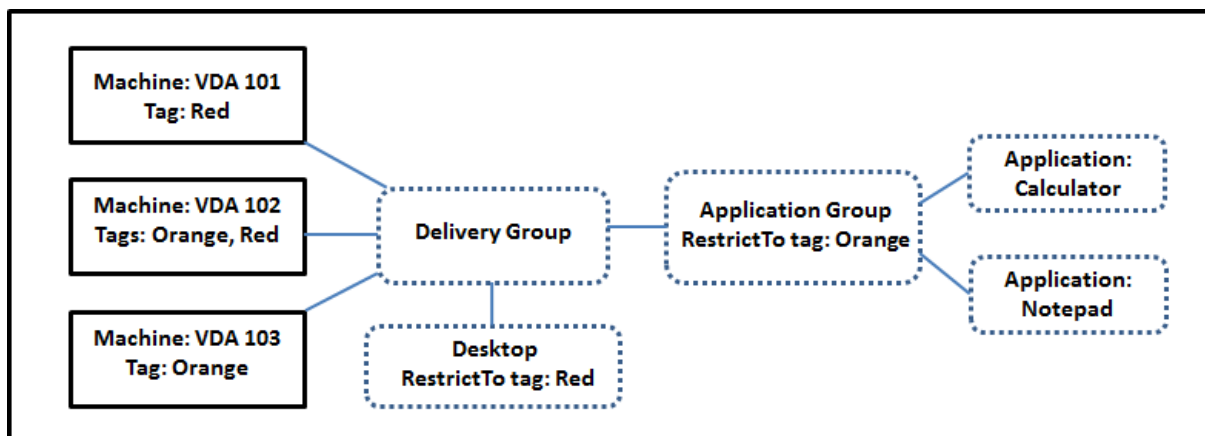 Machine: VDA 101
Tag: Red
Machine: VDA 102
Tags: Orange, Red
Machine: VDA 103
Tag: Orange
Delivery Group
Desktop
RestrictTo tag: Red
Application Group
RestrictTo tag: Orange
Application:
Calculator
Application:
Notepad